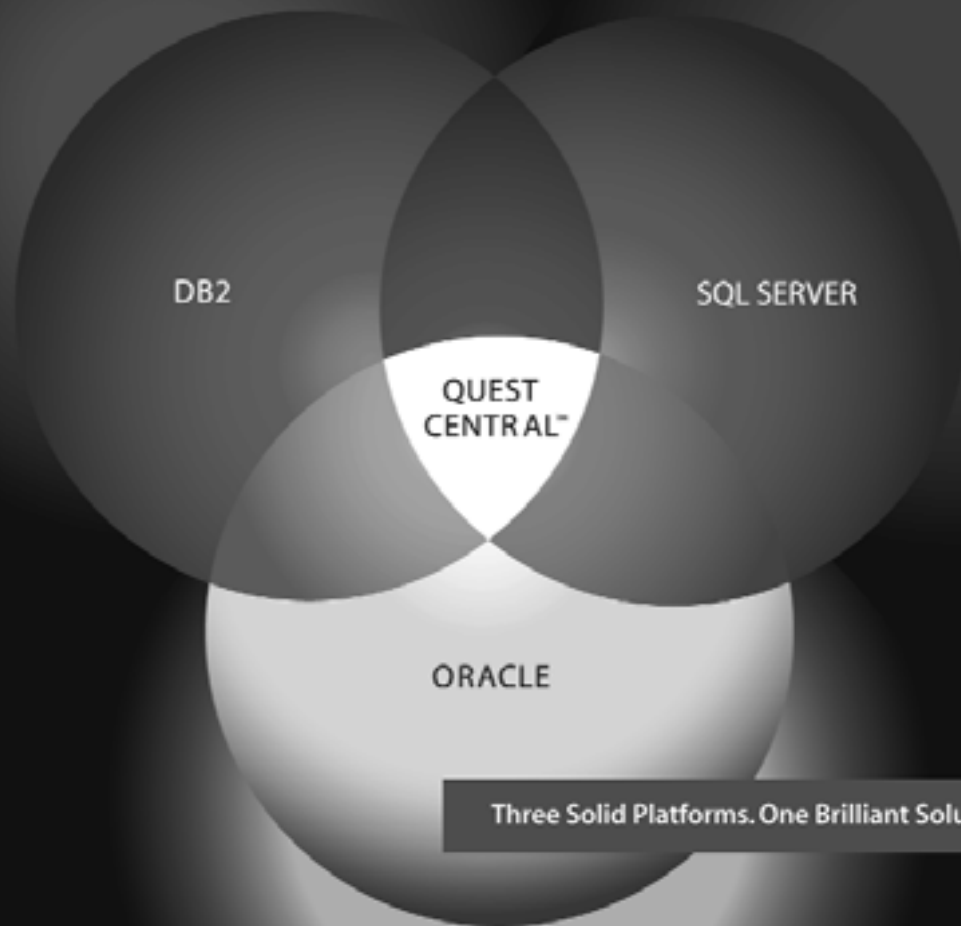 DB2
SQL SERVER
QUEST
CENTRAL™
ORACLE
Three Solid Platforms. One Brilliant